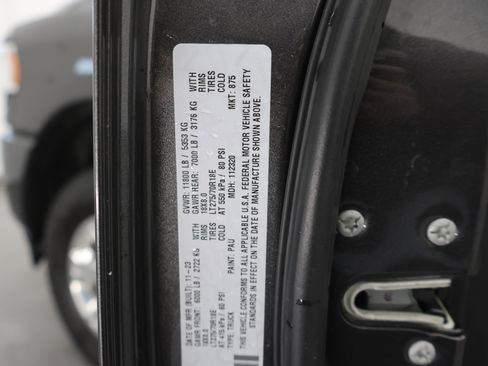 DATE OF MFR (BUILT): 11-23 GVWR: 11800 LB / 5353 KG
GAWR FRONT: 6000 LB / 2722 KG WITH GAWR REAR: 7000 LB / 3176 KG WITH
18X8.0 RIMS 18X8.0 RIMS
LT275/70R18E TIRES LT275/70R18E TIRES
AT 415 kPa / 60 PSI COLD AT 550 kPa / 80 PSI COLD
TYPE: TRUCK PAINT: PAU MDH: 112320 MKT: 875
THIS VEHICLE CONFORMS TO ALL APPLICABLE U.S.A. FEDERAL MOTOR VEHICLE SAFETY
STANDARDS IN EFFECT ON THE DATE OF MANUFACTURE SHOWN ABOVE.